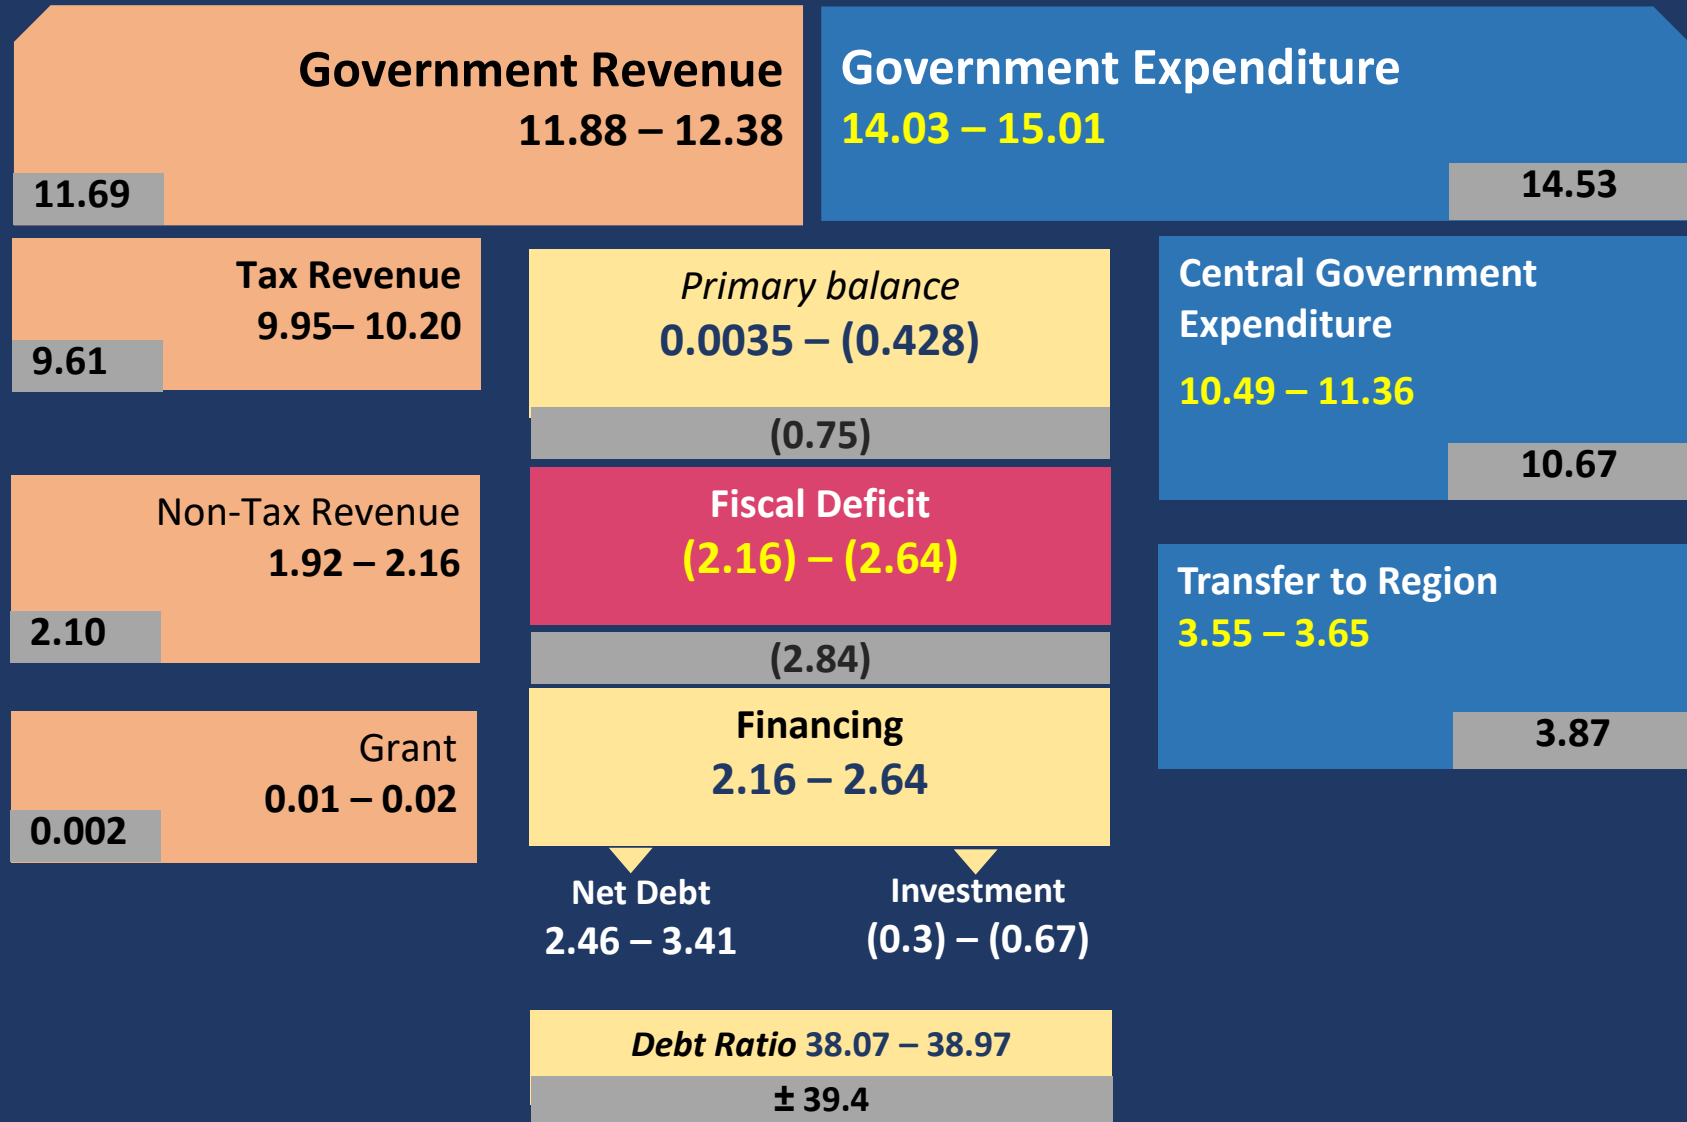 Government Revenue
11.88 – 12.38
11.69
Government Expenditure
14.03 – 15.01
14.53
Tax Revenue
9.95– 10.20
9.61
Non-Tax Revenue
1.92 – 2.16
2.10
Grant
0.01 – 0.02
0.002
Primary balance
0.0035 – (0.428)
(0.75)
Fiscal Deficit
(2.16) – (2.64)
(2.84)
Financing
2.16 – 2.64
Net Debt
2.46 – 3.41
Investment
(0.3) – (0.67)
Debt Ratio 38.07 – 38.97
± 39.4
Central Government
Expenditure
10.49 – 11.36
10.67
Transfer to Region
3.55 – 3.65
3.87